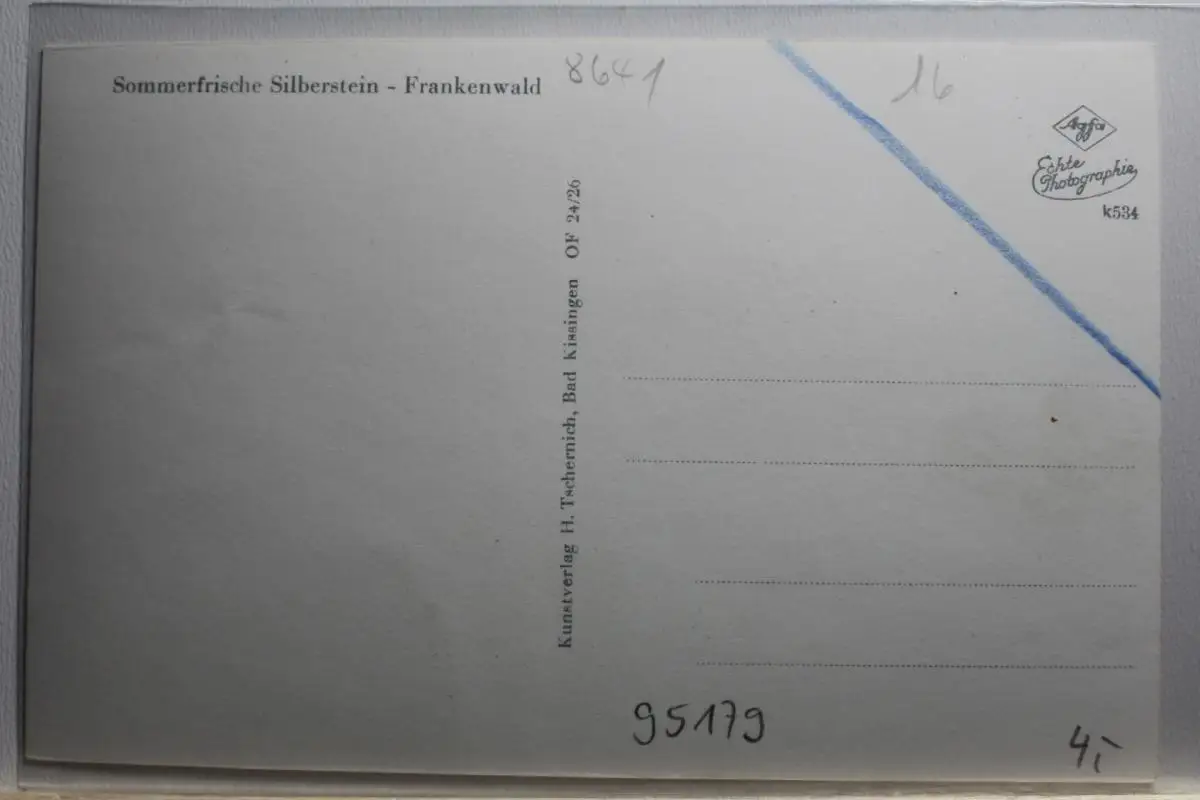 Sommerfrische Silberstein - Frankenwald
8641
16
Agfa
Echte
Photographie
k534
Kunstverlag H. Tschernich, Bad Kissingen OF 24/26
95179
4,-